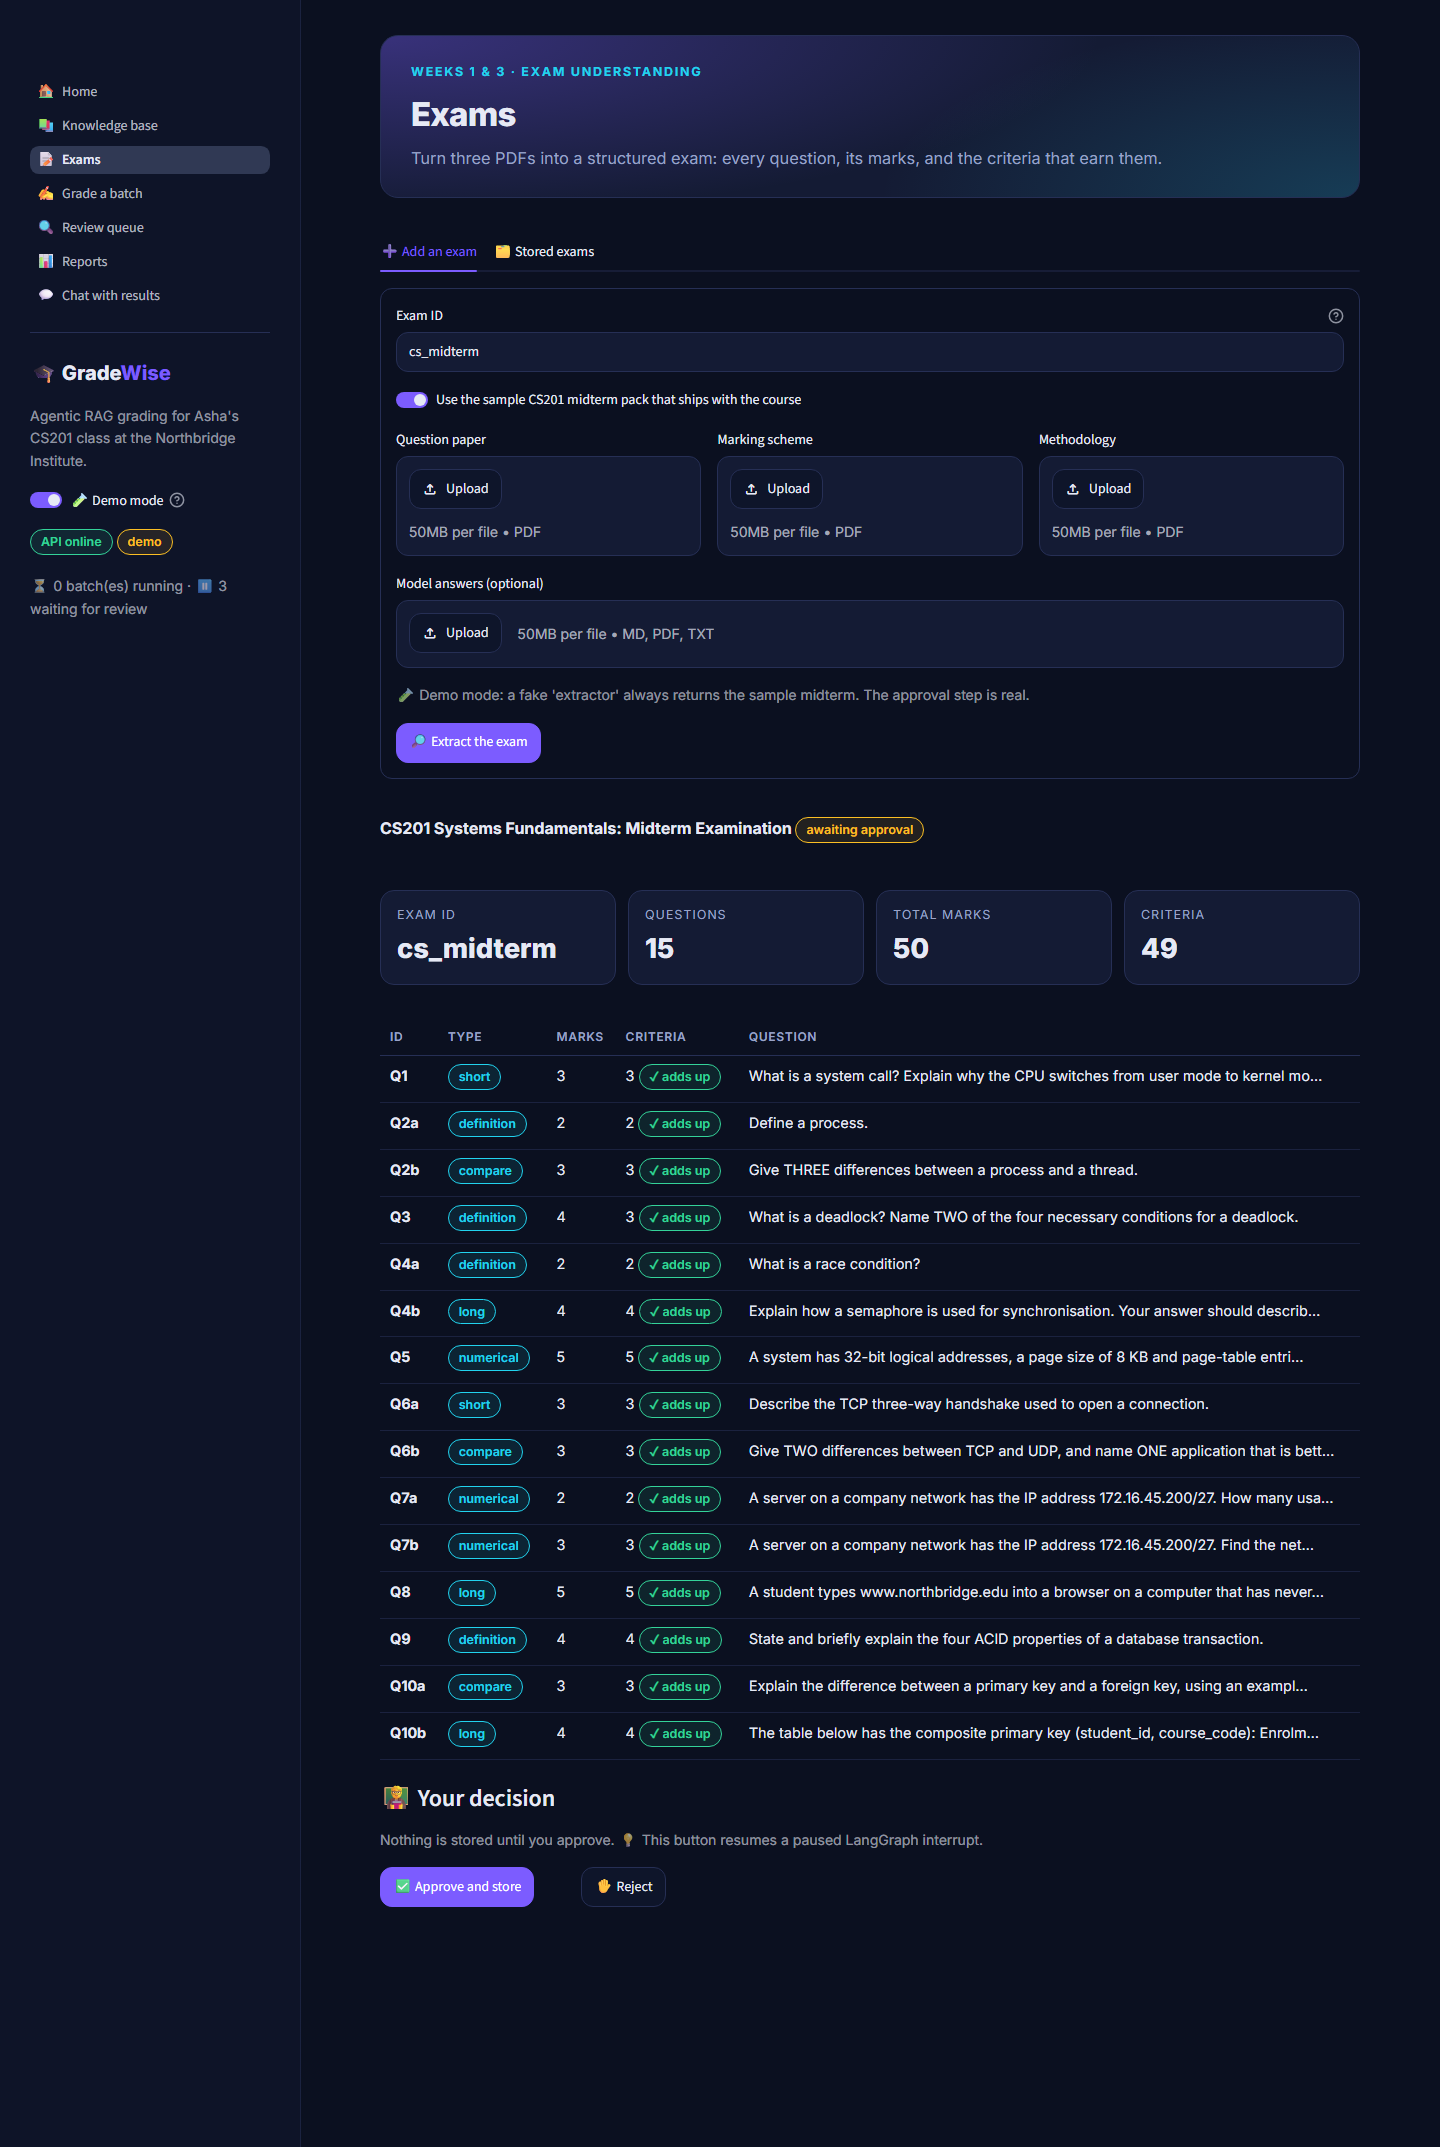 Home
Knowledge base
Exams
Grade a batch
Review queue
Reports
Chat with results
GradeWise
Agentic RAG grading for Asha's
CS201 class at the Northbridge
Institute.
Demo mode
API online demo
0 batch(es) running · 3
waiting for review
WEEKS 1 & 3 · EXAM UNDERSTANDING
Exams
Turn three PDFs into a structured exam: every question, its marks, and the criteria that earn them.
Add an exam Stored exams
Exam ID
cs_midterm
Use the sample CS201 midterm pack that ships with the course
Question paper Marking scheme Methodology
Upload Upload Upload
50MB per file • PDF 50MB per file • PDF 50MB per file • PDF
Model answers (optional)
Upload 50MB per file • MD, PDF, TXT
Demo mode: a fake 'extractor' always returns the sample midterm. The approval step is real.
Extract the exam
CS201 Systems Fundamentals: Midterm Examination awaiting approval
EXAM ID QUESTIONS TOTAL MARKS CRITERIA
cs_midterm 15 50 49
ID TYPE MARKS CRITERIA QUESTION
Q1 short 3 3 ✓ adds up What is a system call? Explain why the CPU switches from user mode to kernel mo...
Q2a definition 2 2 ✓ adds up Define a process.
Q2b compare 3 3 ✓ adds up Give THREE differences between a process and a thread.
Q3 definition 4 3 ✓ adds up What is a deadlock? Name TWO of the four necessary conditions for a deadlock.
Q4a definition 2 2 ✓ adds up What is a race condition?
Q4b long 4 4 ✓ adds up Explain how a semaphore is used for synchronisation. Your answer should describ...
Q5 numerical 5 5 ✓ adds up A system has 32-bit logical addresses, a page size of 8 KB and page-table entri...
Q6a short 3 3 ✓ adds up Describe the TCP three-way handshake used to open a connection.
Q6b compare 3 3 ✓ adds up Give TWO differences between TCP and UDP, and name ONE application that is bett...
Q7a numerical 2 2 ✓ adds up A server on a company network has the IP address 172.16.45.200/27. How many usa...
Q7b numerical 3 3 ✓ adds up A server on a company network has the IP address 172.16.45.200/27. Find the net...
Q8 long 5 5 ✓ adds up A student types www.northbridge.edu into a browser on a computer that has never...
Q9 definition 4 4 ✓ adds up State and briefly explain the four ACID properties of a database transaction.
Q10a compare 3 3 ✓ adds up Explain the difference between a primary key and a foreign key, using an exampl...
Q10b long 4 4 ✓ adds up The table below has the composite primary key (student_id, course_code): Enrolm...
Your decision
Nothing is stored until you approve. This button resumes a paused LangGraph interrupt.
Approve and store Reject